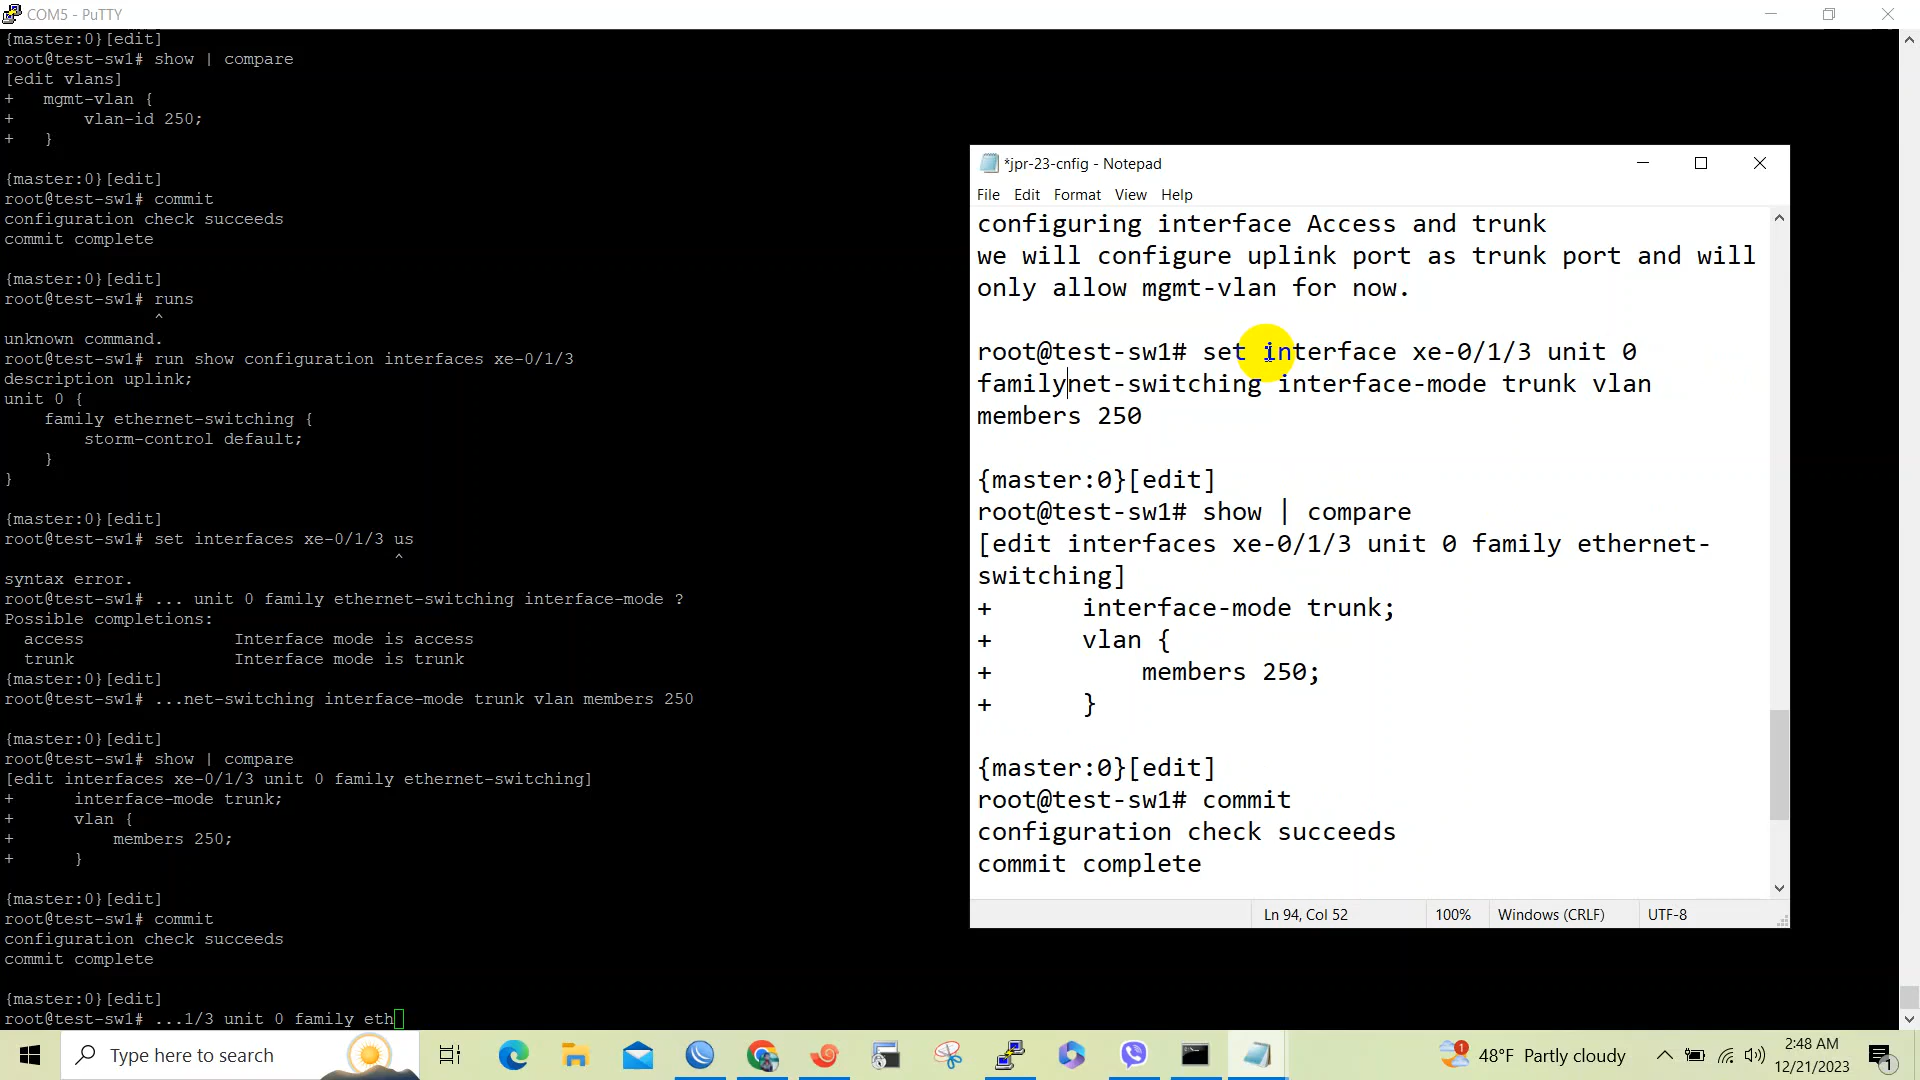 COM5 - PuTTY
{master:0}[edit]
root@test-sw1# show | compare
[edit vlans]
+   mgmt-vlan {
+       vlan-id 250;
+   }
{master:0}[edit]
root@test-sw1# commit
configuration check succeeds
commit complete
{master:0}[edit]
root@test-sw1# runs
^
unknown command.
root@test-sw1# run show configuration interfaces xe-0/1/3
description uplink;
unit 0 {
    family ethernet-switching {
        storm-control default;
    }
}
{master:0}[edit]
root@test-sw1# set interfaces xe-0/1/3 us
^
syntax error.
root@test-sw1# ... unit 0 family ethernet-switching interface-mode ?
Possible completions:
  access               Interface mode is access
  trunk                Interface mode is trunk
{master:0}[edit]
root@test-sw1# ...net-switching interface-mode trunk vlan members 250
{master:0}[edit]
root@test-sw1# show | compare
[edit interfaces xe-0/1/3 unit 0 family ethernet-switching]
+      interface-mode trunk;
+      vlan {
+          members 250;
+      }
{master:0}[edit]
root@test-sw1# commit
configuration check succeeds
commit complete
{master:0}[edit]
root@test-sw1# ...1/3 unit 0 family eth
*jpr-23-cnfig - Notepad
File Edit Format View Help
configuring interface Access and trunk
we will configure uplink port as trunk port and will
only allow mgmt-vlan for now.
root@test-sw1# set interface xe-0/1/3 unit 0
familynet-switching interface-mode trunk vlan
members 250
{master:0}[edit]
root@test-sw1# show | compare
[edit interfaces xe-0/1/3 unit 0 family ethernet-
switching]
+      interface-mode trunk;
+      vlan {
+          members 250;
+      }
{master:0}[edit]
root@test-sw1# commit
configuration check succeeds
commit complete
Ln 94, Col 52 100% Windows (CRLF) UTF-8
Type here to search
1
48°F Partly cloudy
2:48 AM
12/21/2023
1